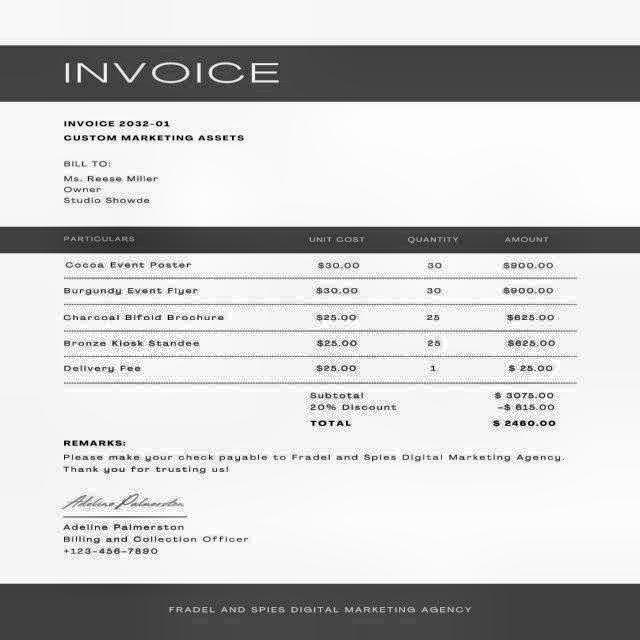 INVOICE
INVOICE 2032-01
CUSTOM MARKETING ASSETS
BILL TO:
Ms. Reese Miller
Owner
Studio Showde
PARTICULARS UNIT COST QUANTITY AMOUNT
Cocoa Event Poster $30.00 30 $900.00
Burgundy Event Flyer $30.00 30 $900.00
Charcoal Bifold Brochure $25.00 25 $625.00
Bronze Kiosk Standee $25.00 25 $625.00
Delivery Fee $25.00 1 $ 25.00
Subtotal $ 3075.00
20% Discount -$ 615.00
TOTAL $ 2460.00
REMARKS:
Please make your check payable to Fradel and Spies Digital Marketing Agency.
Thank you for trusting us!
Adeline Palmerston
Adeline Palmerston
Billing and Collection Officer
+123-456-7890
FRADEL AND SPIES DIGITAL MARKETING AGENCY